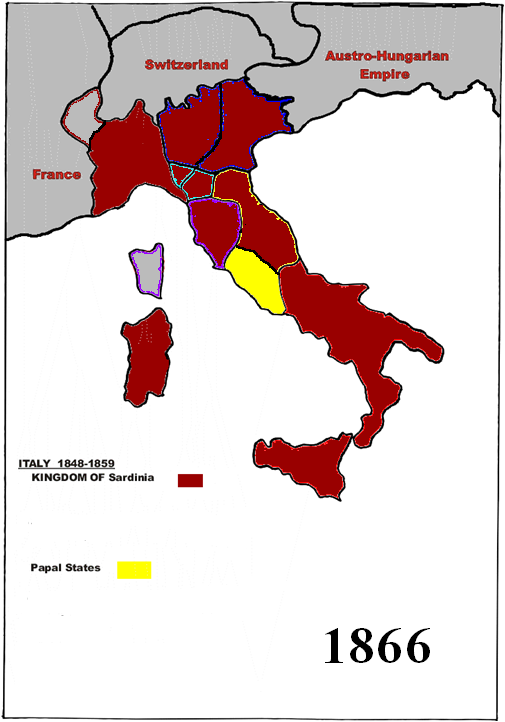 Switzerland
Austro-Hungarian
Empire
France
ITALY 1848-1859
KINGDOM OF Sardinia
Papal States
1866